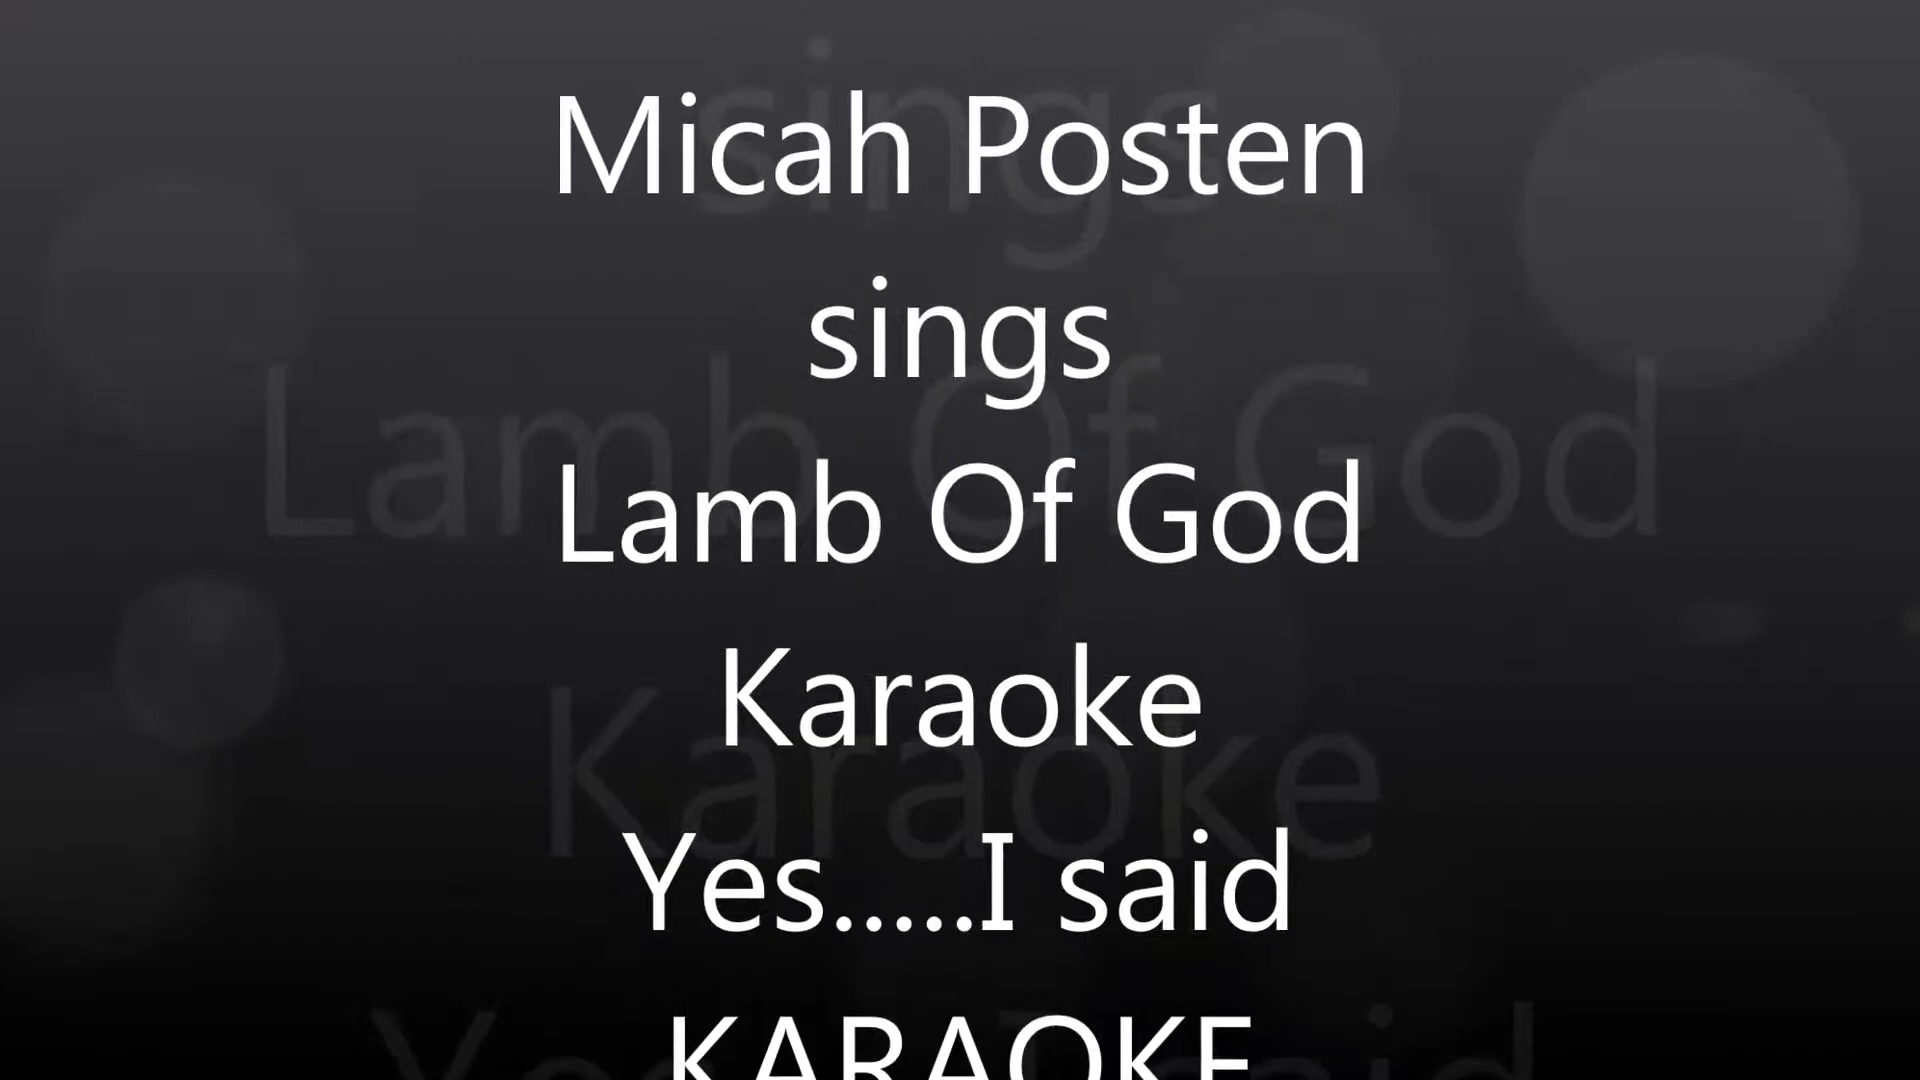 Micah Posten
sings
Lamb Of God
Karaoke
Yes.....I said
KARAOKE